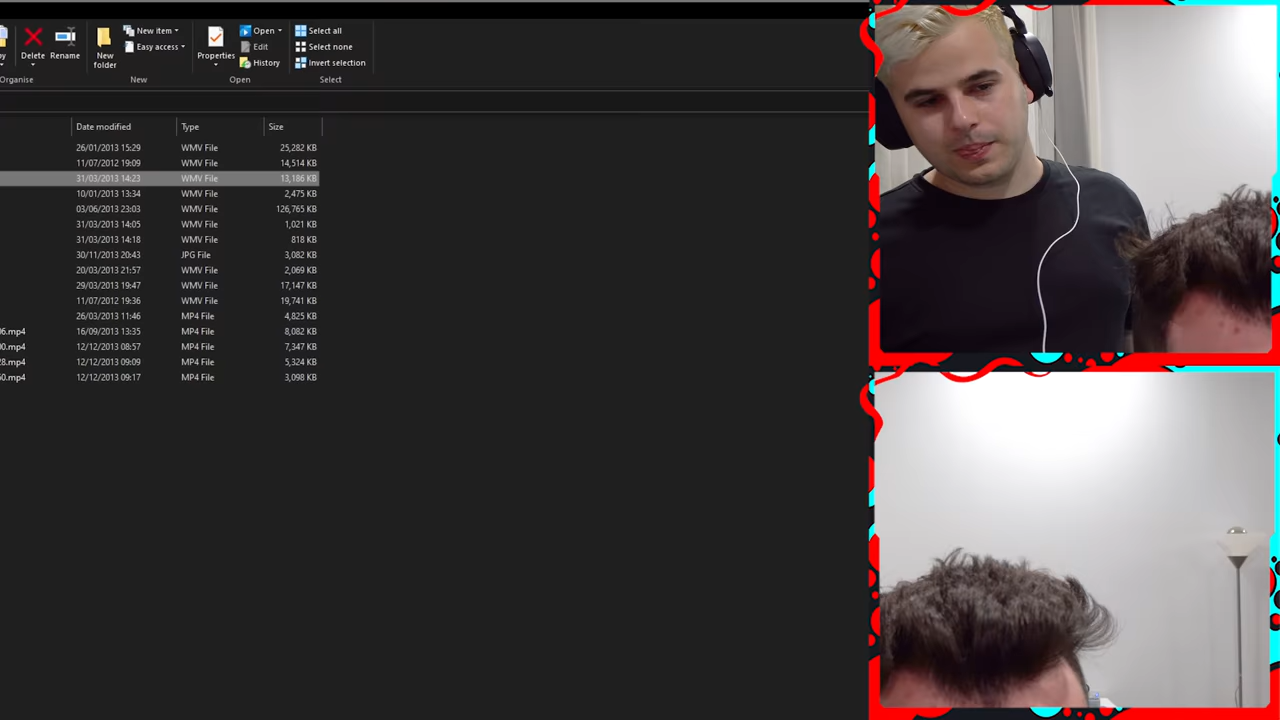 Delete
Rename
New folder
New item
Easy access
Properties
Open
Edit
History
Select all
Select none
Invert selection
Organise
New
Open
Select
Date modified Type Size
26/01/2013 15:29 WMV File 25,282 KB
11/07/2012 19:09 WMV File 14,514 KB
31/03/2013 14:23 WMV File 13,186 KB
10/01/2013 13:34 WMV File 2,475 KB
03/06/2013 23:03 WMV File 126,765 KB
31/03/2013 14:05 WMV File 1,021 KB
31/03/2013 14:18 WMV File 818 KB
30/11/2013 20:43 JPG File 3,082 KB
20/03/2013 21:57 WMV File 2,069 KB
29/03/2013 19:47 WMV File 17,147 KB
11/07/2012 19:36 WMV File 19,741 KB
26/03/2013 11:46 MP4 File 4,825 KB
6.mp4 16/09/2013 13:35 MP4 File 8,082 KB
0.mp4 12/12/2013 08:57 MP4 File 7,347 KB
8.mp4 12/12/2013 09:09 MP4 File 5,324 KB
0.mp4 12/12/2013 09:17 MP4 File 3,098 KB